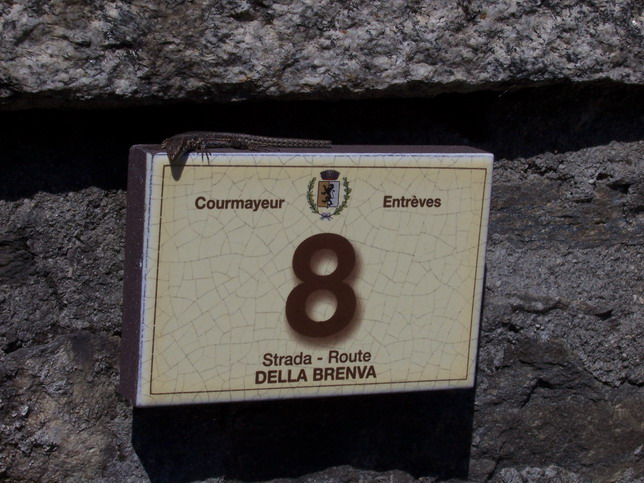 Courmayeur Entrèves
8
Strada - Route
DELLA BRENVA